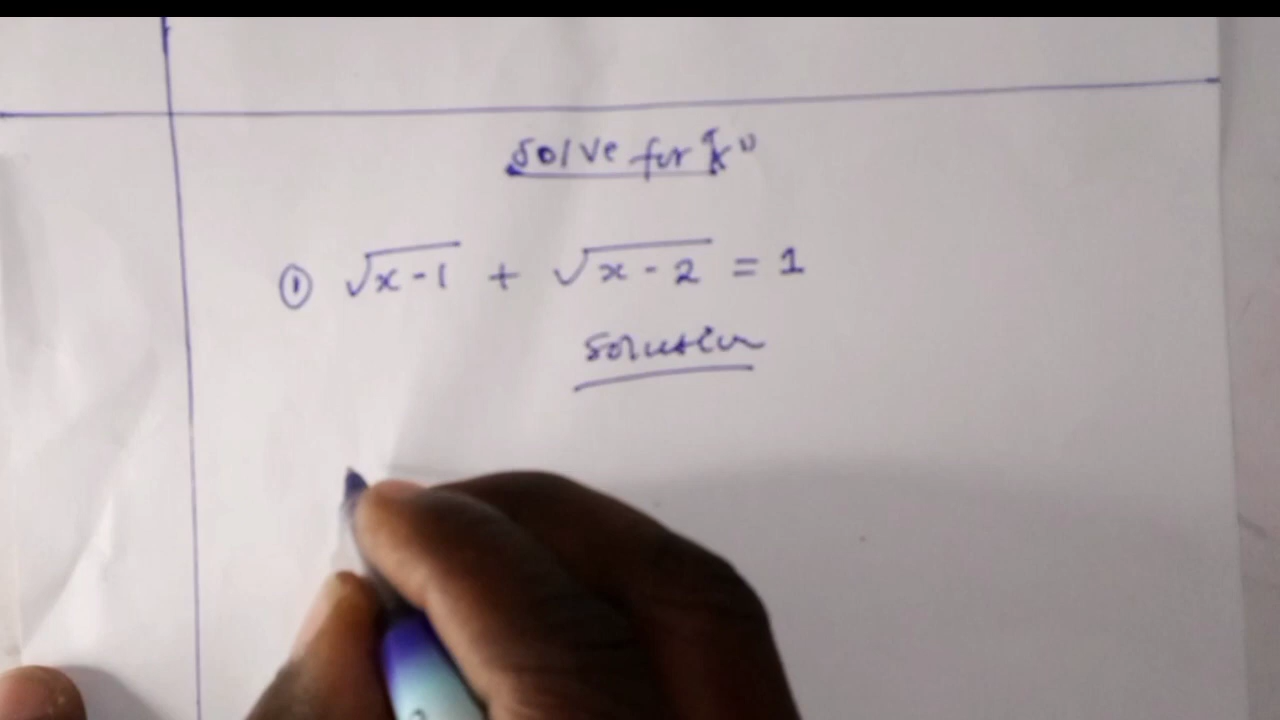 Solve for "x"
① √x-1 + √x-2 = 1
Solution